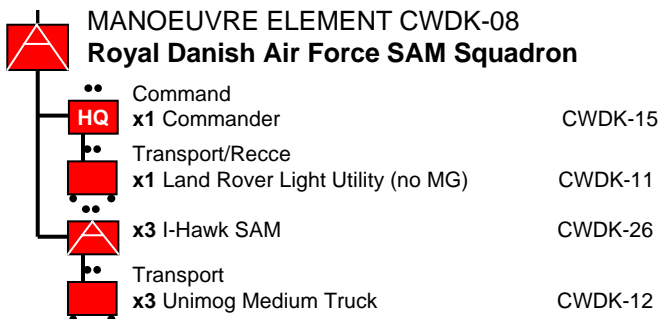 MANOEUVRE ELEMENT CWDK-08
Royal Danish Air Force SAM Squadron
Command
HQ x1 Commander CWDK-15
Transport/Recce
x1 Land Rover Light Utility (no MG) CWDK-11
x3 I-Hawk SAM CWDK-26
Transport
x3 Unimog Medium Truck CWDK-12